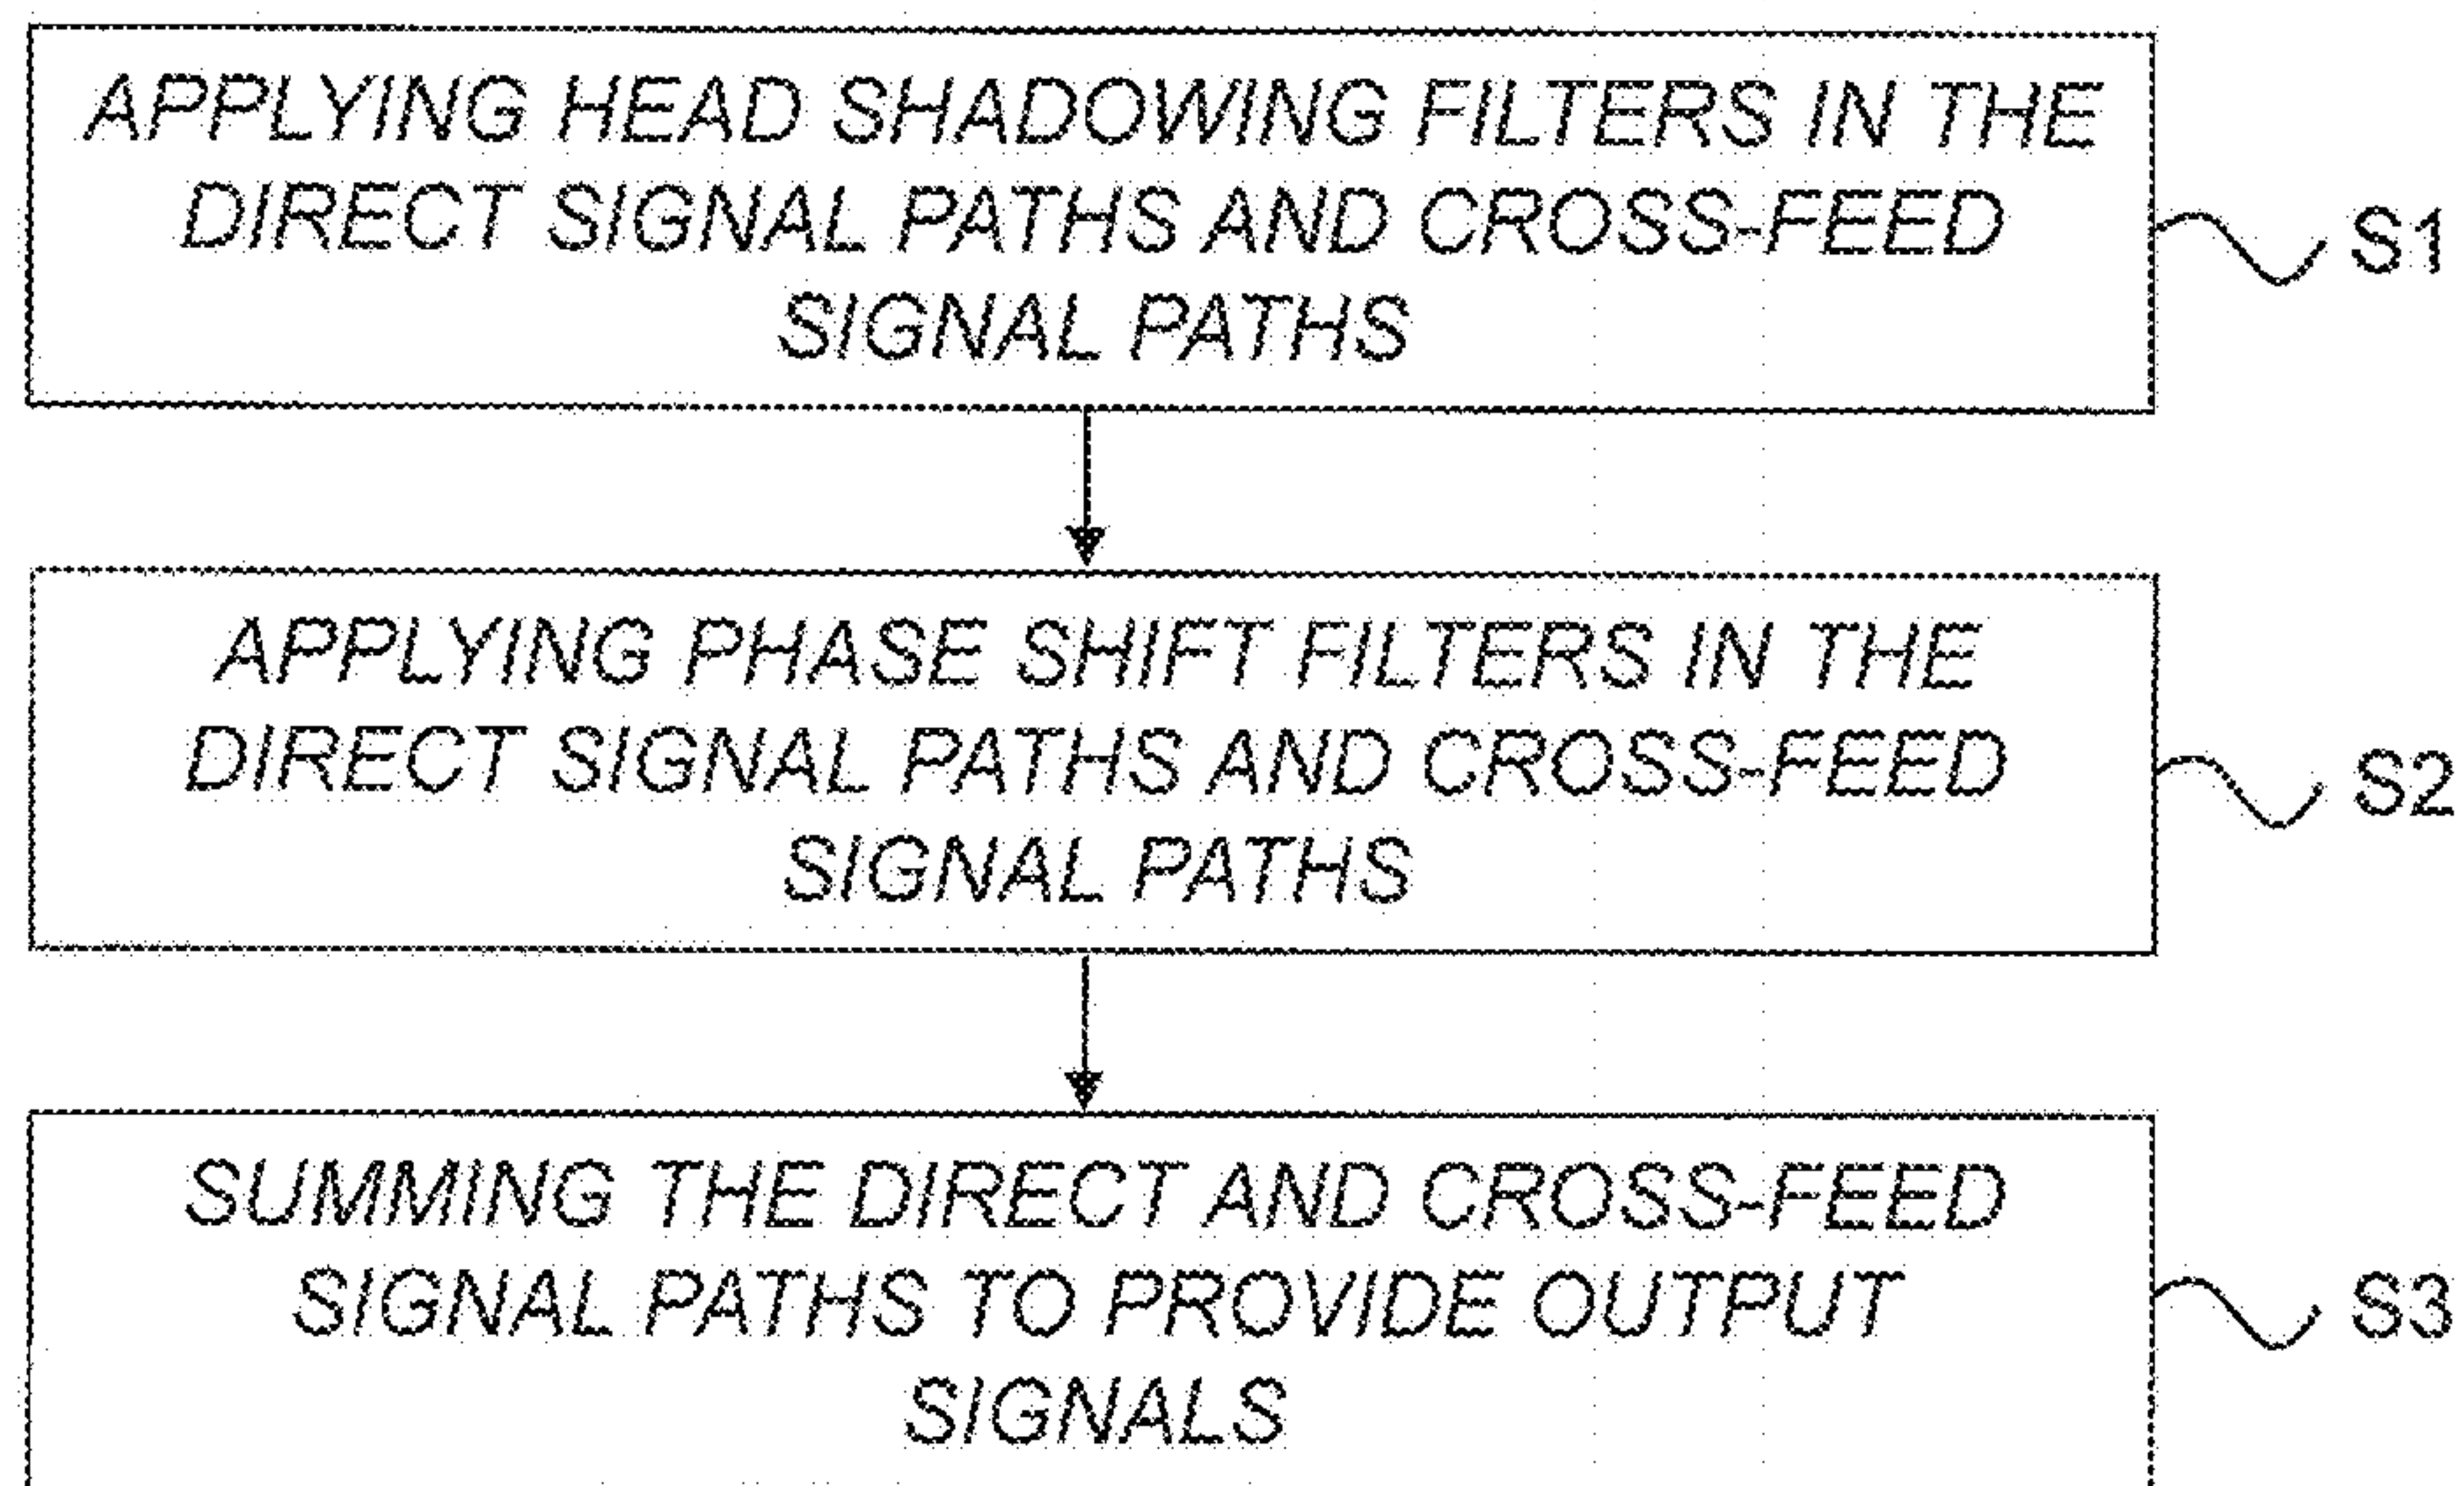 APPLYING HEAD SHADOWING FILTERS IN THE
DIRECT SIGNAL PATHS AND CROSS-FEED
SIGNAL PATHS
S1
APPLYING PHASE SHIFT FILTERS IN THE
DIRECT SIGNAL PATHS AND CROSS-FEED
SIGNAL PATHS
S2
SUMMING THE DIRECT AND CROSS-FEED
SIGNAL PATHS TO PROVIDE OUTPUT
SIGNALS
S3